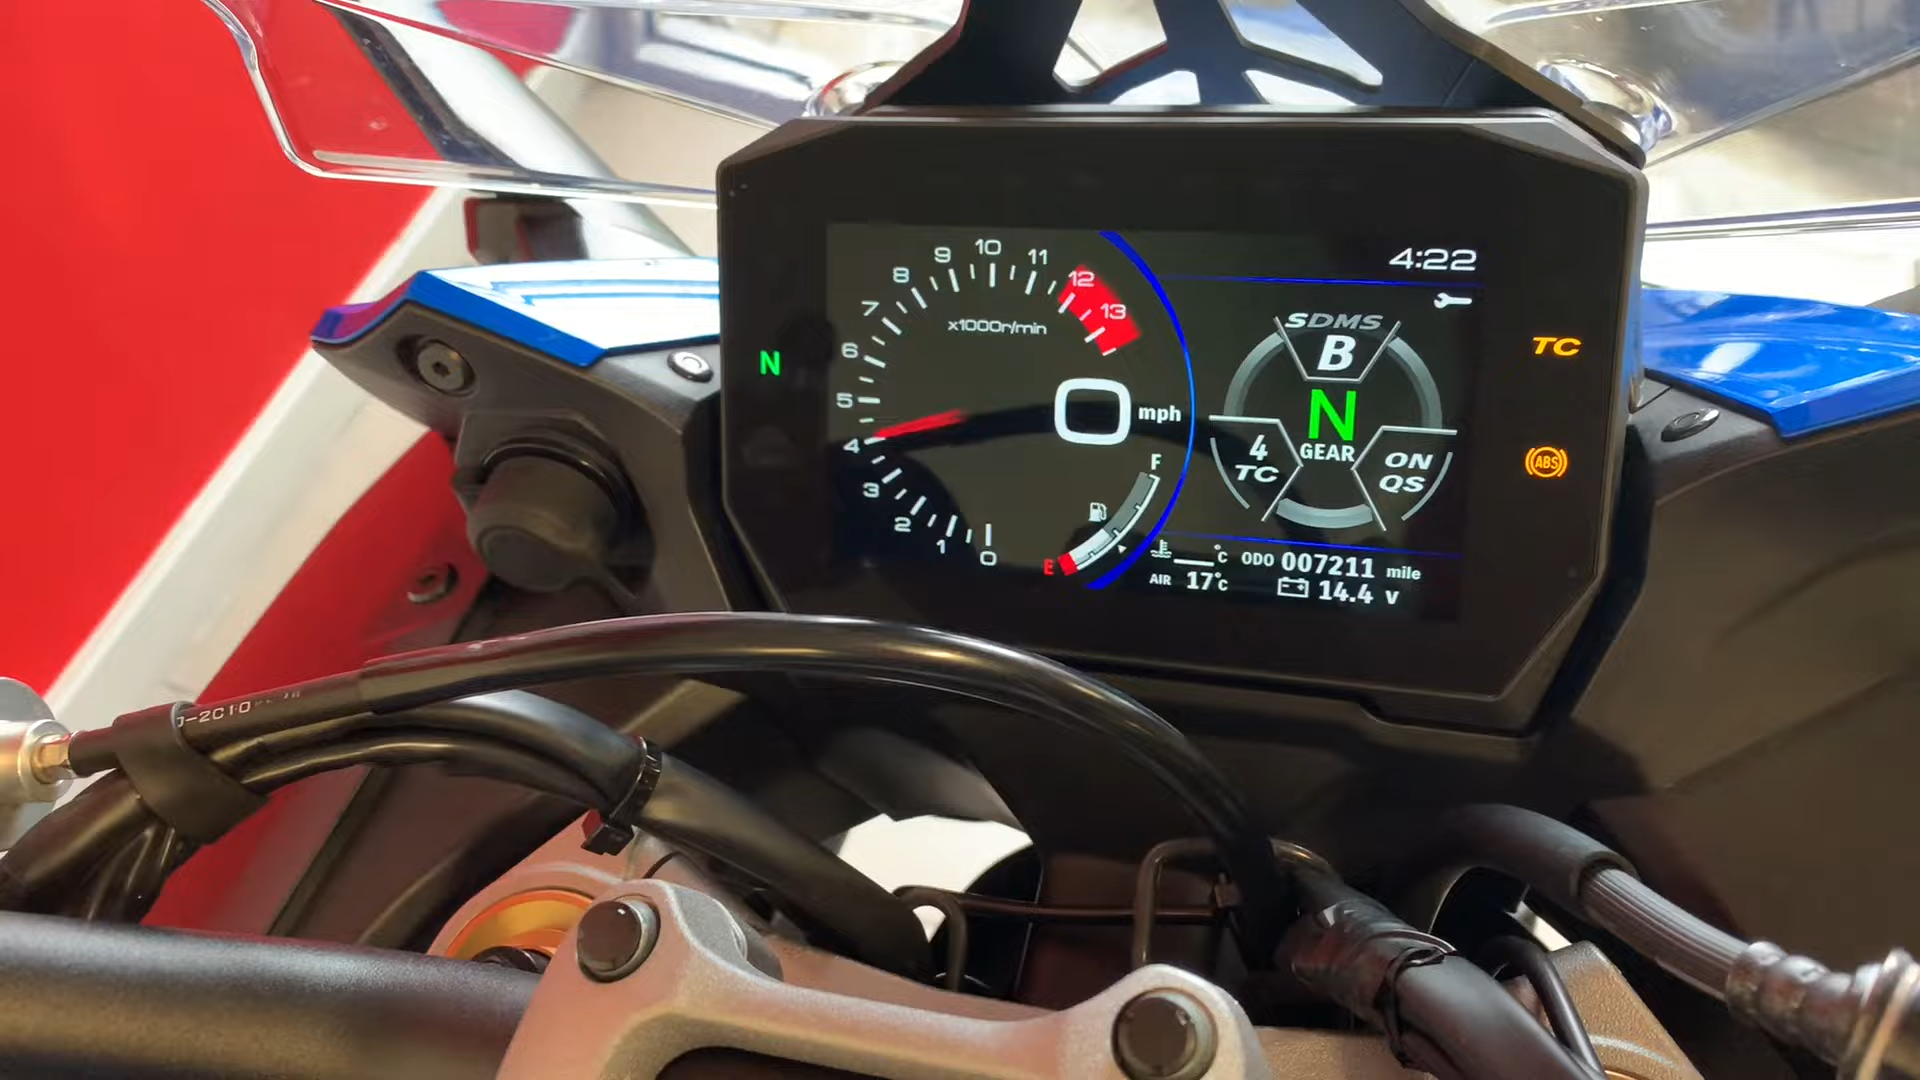 4:22
10
9
11
8
12
7
13
x1000r/min
6
5
4
3
2
1
0
N
0 mph
F
E
SDMS
B
N
GEAR
4
TC
ON
QS
TC
ABS
°C
ODO 007211 mile
AIR 17°C
14.4 V
-2C10